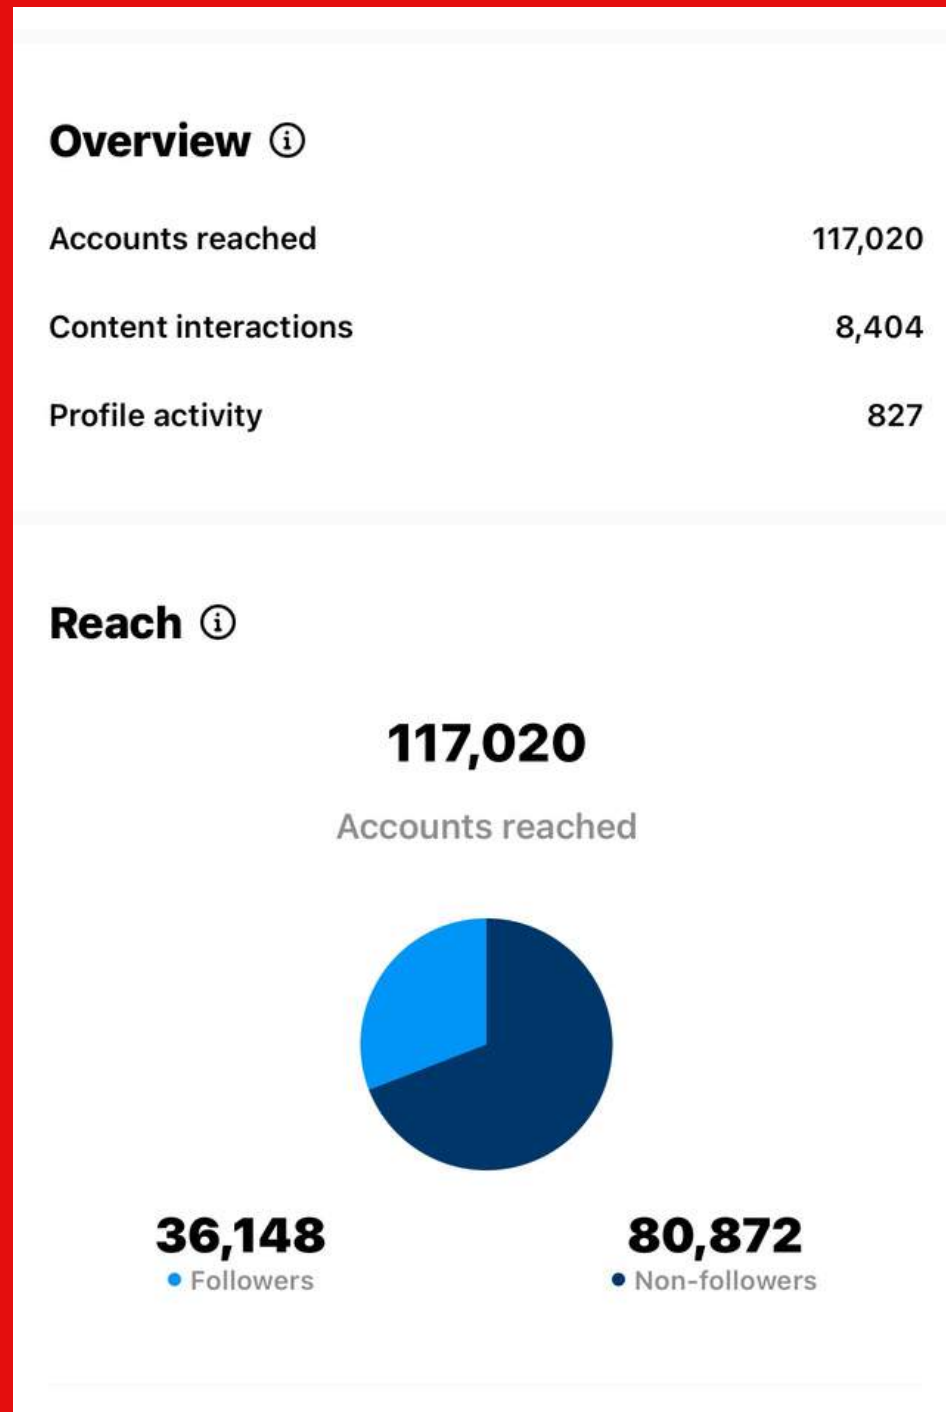 Overview
Accounts reached 117,020
Content interactions 8,404
Profile activity 827
Reach
117,020
Accounts reached
36,148 80,872
Followers Non-followers